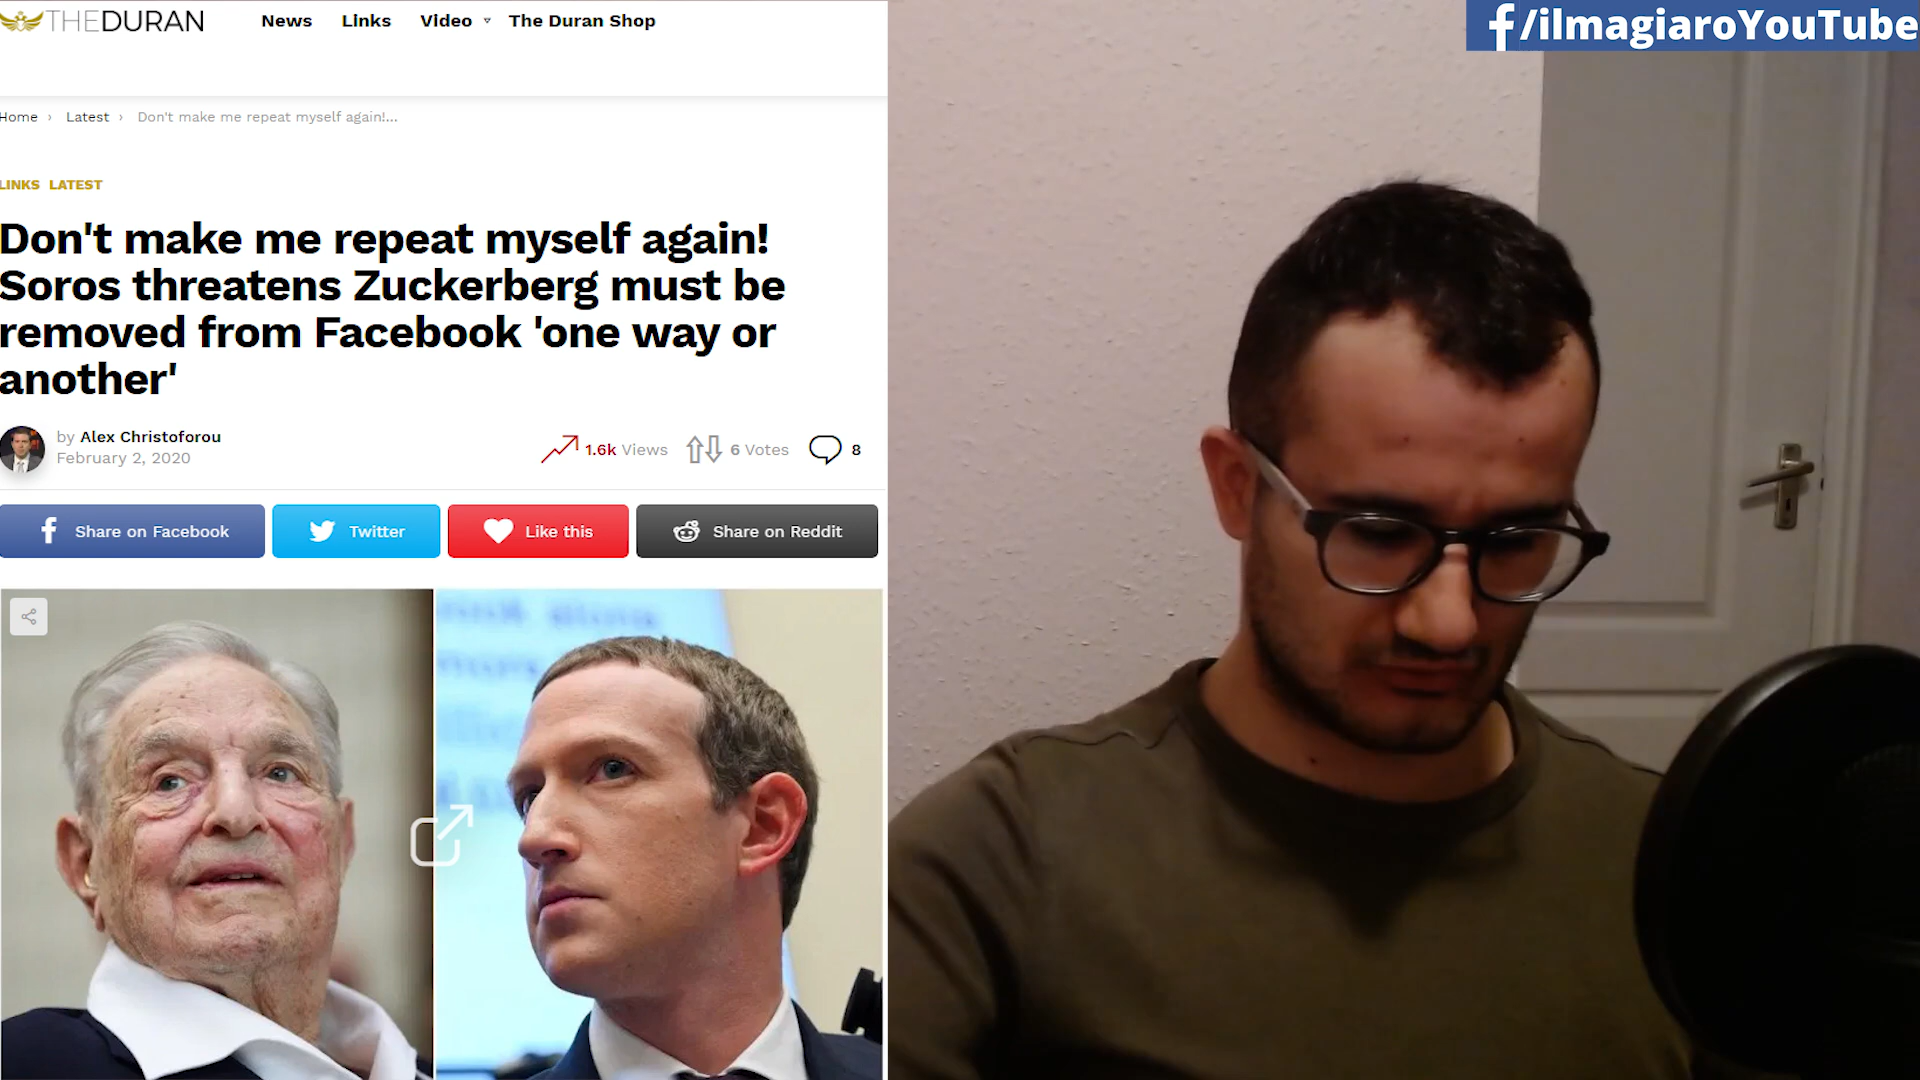 THEDURAN
News Links Video The Duran Shop
f/ilmagiaroYouTube
Home › Latest › Don't make me repeat myself again!...
LINKS LATEST
Don't make me repeat myself again!
Soros threatens Zuckerberg must be
removed from Facebook 'one way or
another'
by Alex Christoforou
February 2, 2020
1.6k Views 6 Votes 8
Share on Facebook Twitter Like this Share on Reddit